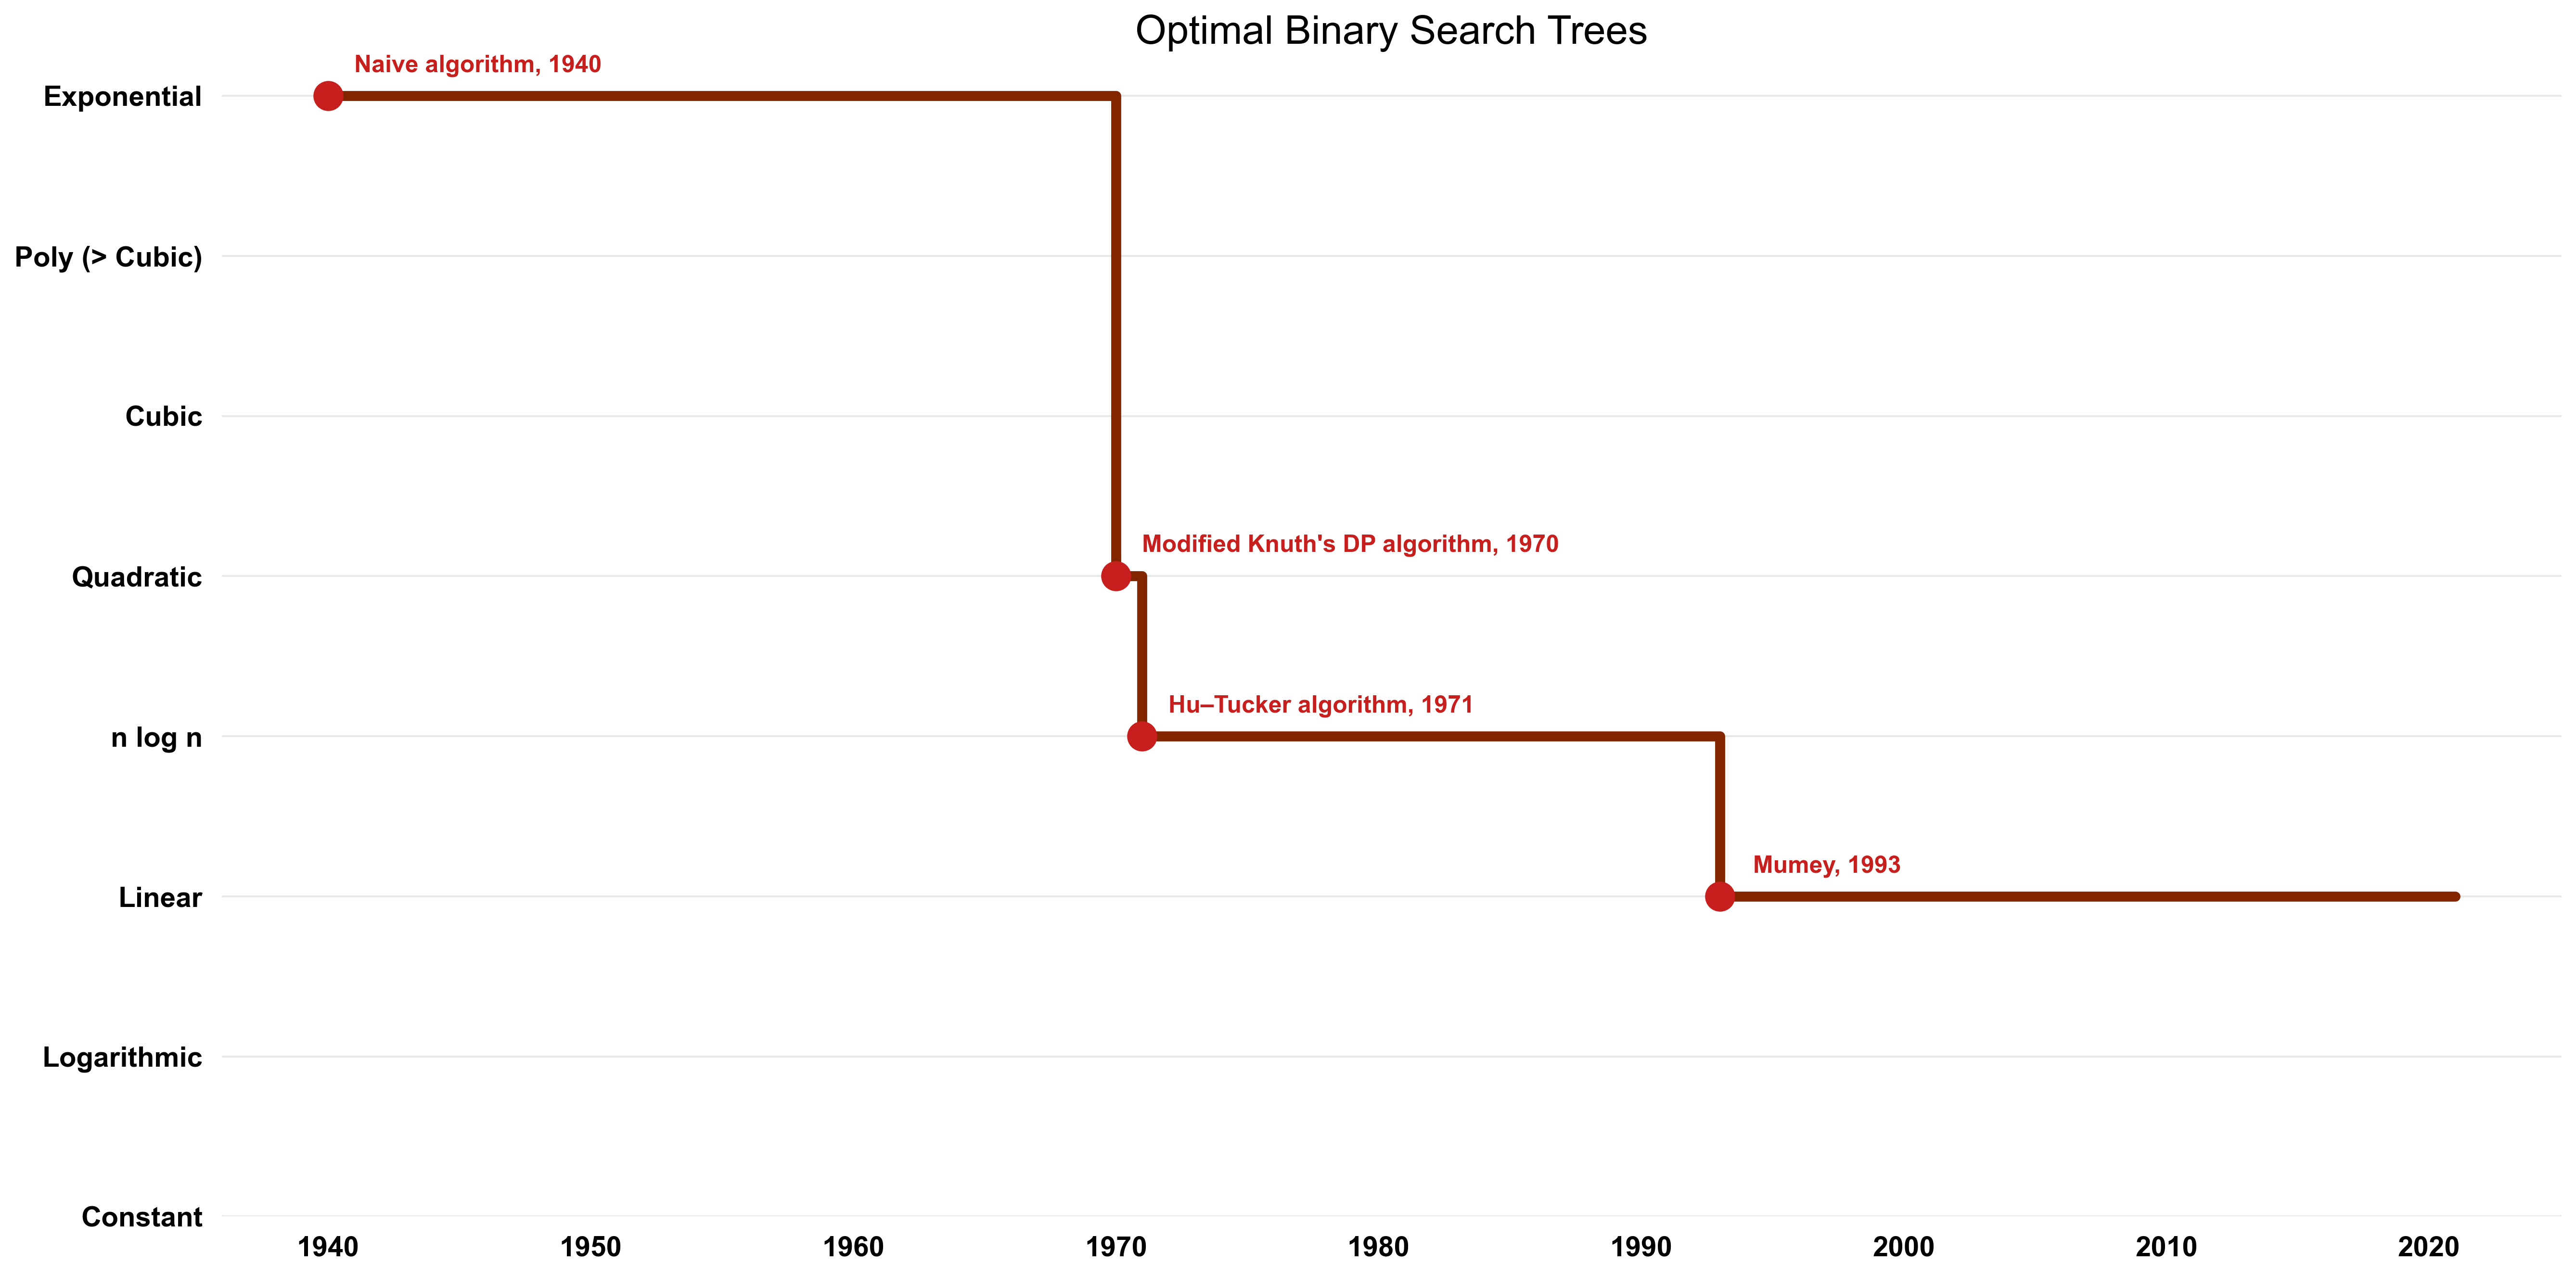 Optimal Binary Search Trees
Naive algorithm, 1940
Exponential
Poly (> Cubic)
Cubic
Modified Knuth's DP algorithm, 1970
Quadratic
Hu–Tucker algorithm, 1971
n log n
Mumey, 1993
Linear
Logarithmic
Constant
1940 1950 1960 1970 1980 1990 2000 2010 2020